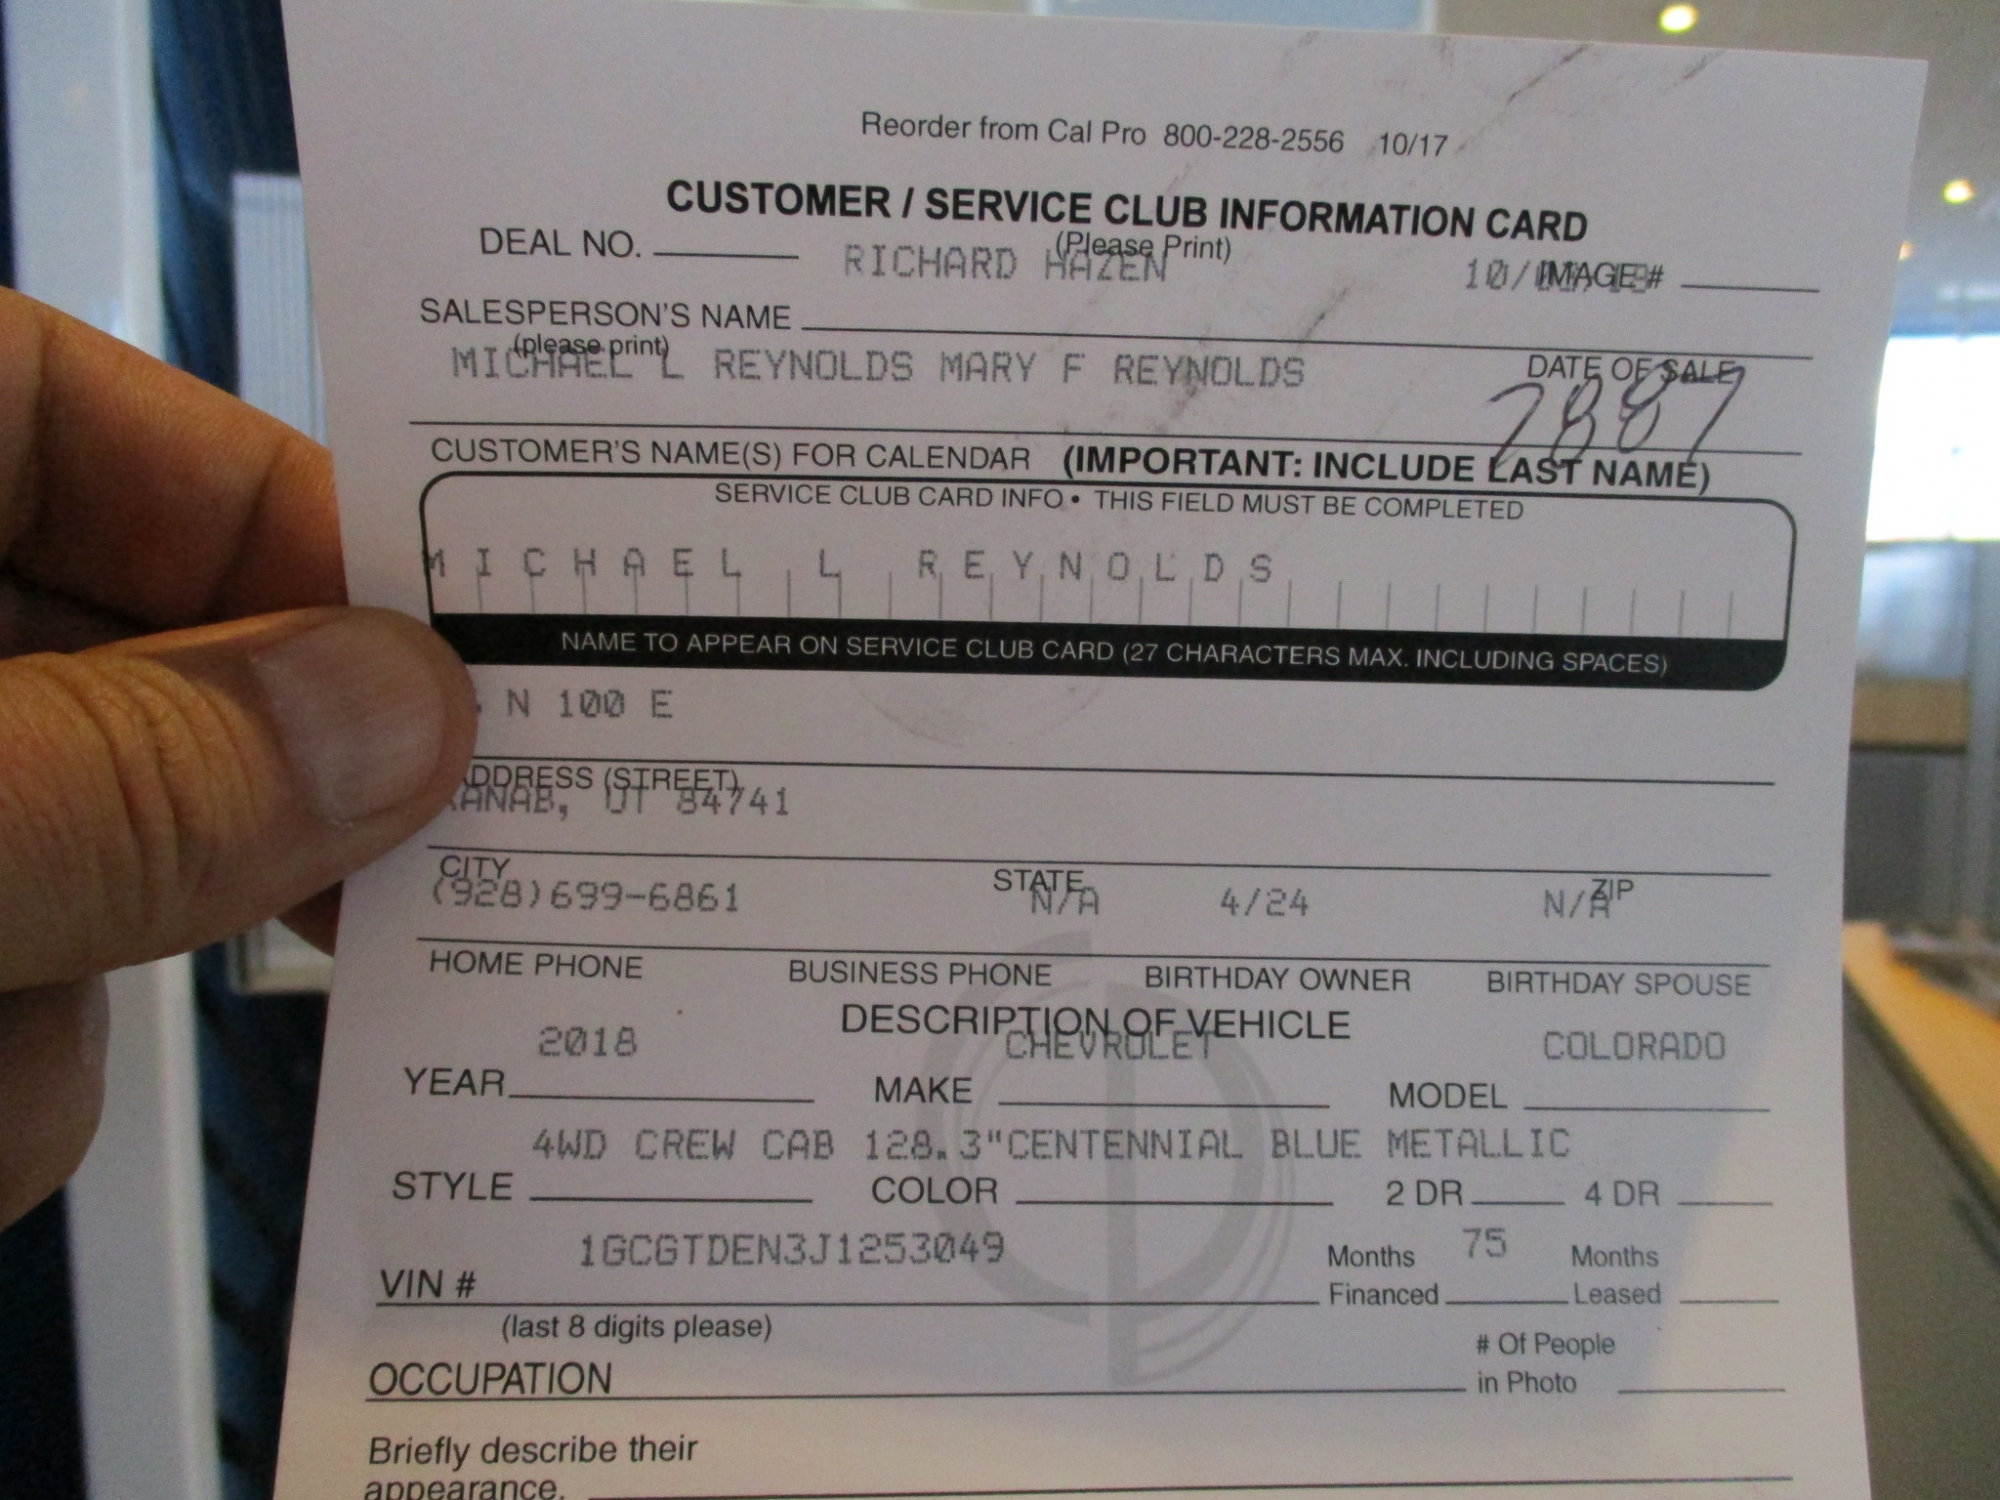 Reorder from Cal Pro 800-228-2556 10/17
CUSTOMER / SERVICE CLUB INFORMATION CARD
(Please Print)
DEAL NO. RICHARD HAZEN 10/ IMAGE#
SALESPERSON'S NAME
(please print)
MICHAEL L REYNOLDS MARY F REYNOLDS DATE OF SALE
7887
CUSTOMER'S NAME(S) FOR CALENDAR (IMPORTANT: INCLUDE LAST NAME)
SERVICE CLUB CARD INFO • THIS FIELD MUST BE COMPLETED
MICHAEL L REYNOLDS
NAME TO APPEAR ON SERVICE CLUB CARD (27 CHARACTERS MAX. INCLUDING SPACES)
N 100 E
ADDRESS (STREET)
KANAB, UT 84741
CITY STATE ZIP
(928)699-6861 N/A 4/24 N/A
HOME PHONE BUSINESS PHONE BIRTHDAY OWNER BIRTHDAY SPOUSE
DESCRIPTION OF VEHICLE
2018 CHEVROLET COLORADO
YEAR MAKE MODEL
4WD CREW CAB 128.3"CENTENNIAL BLUE METALLIC
STYLE COLOR 2 DR 4 DR
1GCGTDEN3J1253049 Months 75 Months
VIN # Financed Leased
(last 8 digits please)
# Of People
OCCUPATION in Photo
Briefly describe their
appearance.